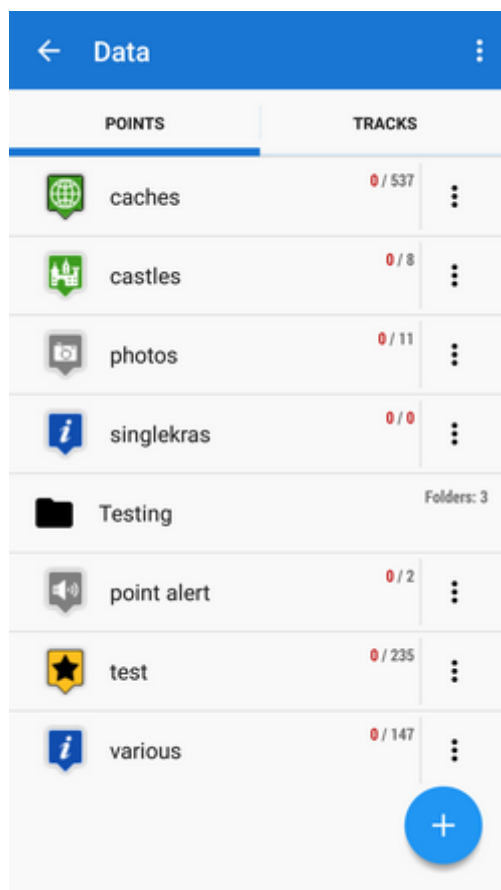 Data
POINTS TRACKS
caches 0 / 537
castles 0 / 8
photos 0 / 11
singlekras 0 / 0
Testing Folders: 3
point alert 0 / 2
test 0 / 235
various 0 / 147